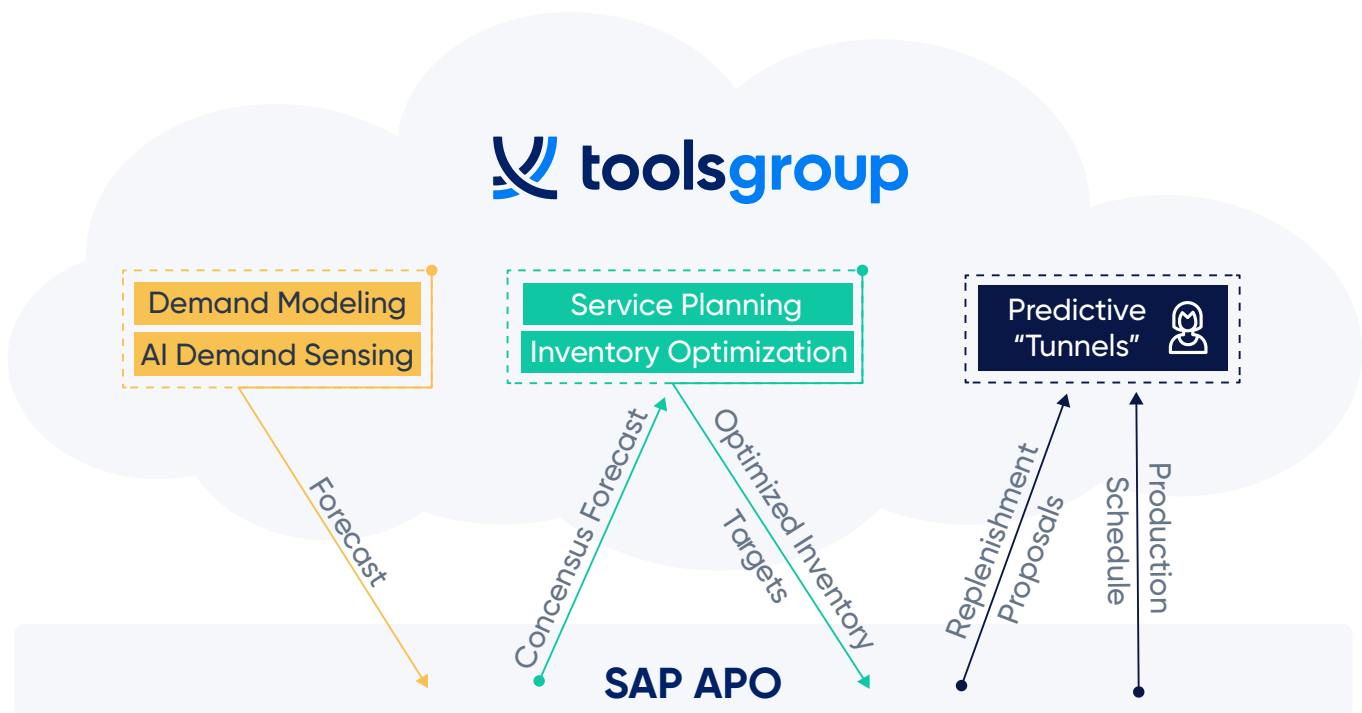 toolsgroup
Demand Modeling
AI Demand Sensing
Service Planning
Inventory Optimization
Predictive
“Tunnels”
Forecast
Concensus Forecast
Optimized Inventory
Targets
Replenishment
Proposals
Production
Schedule
SAP APO